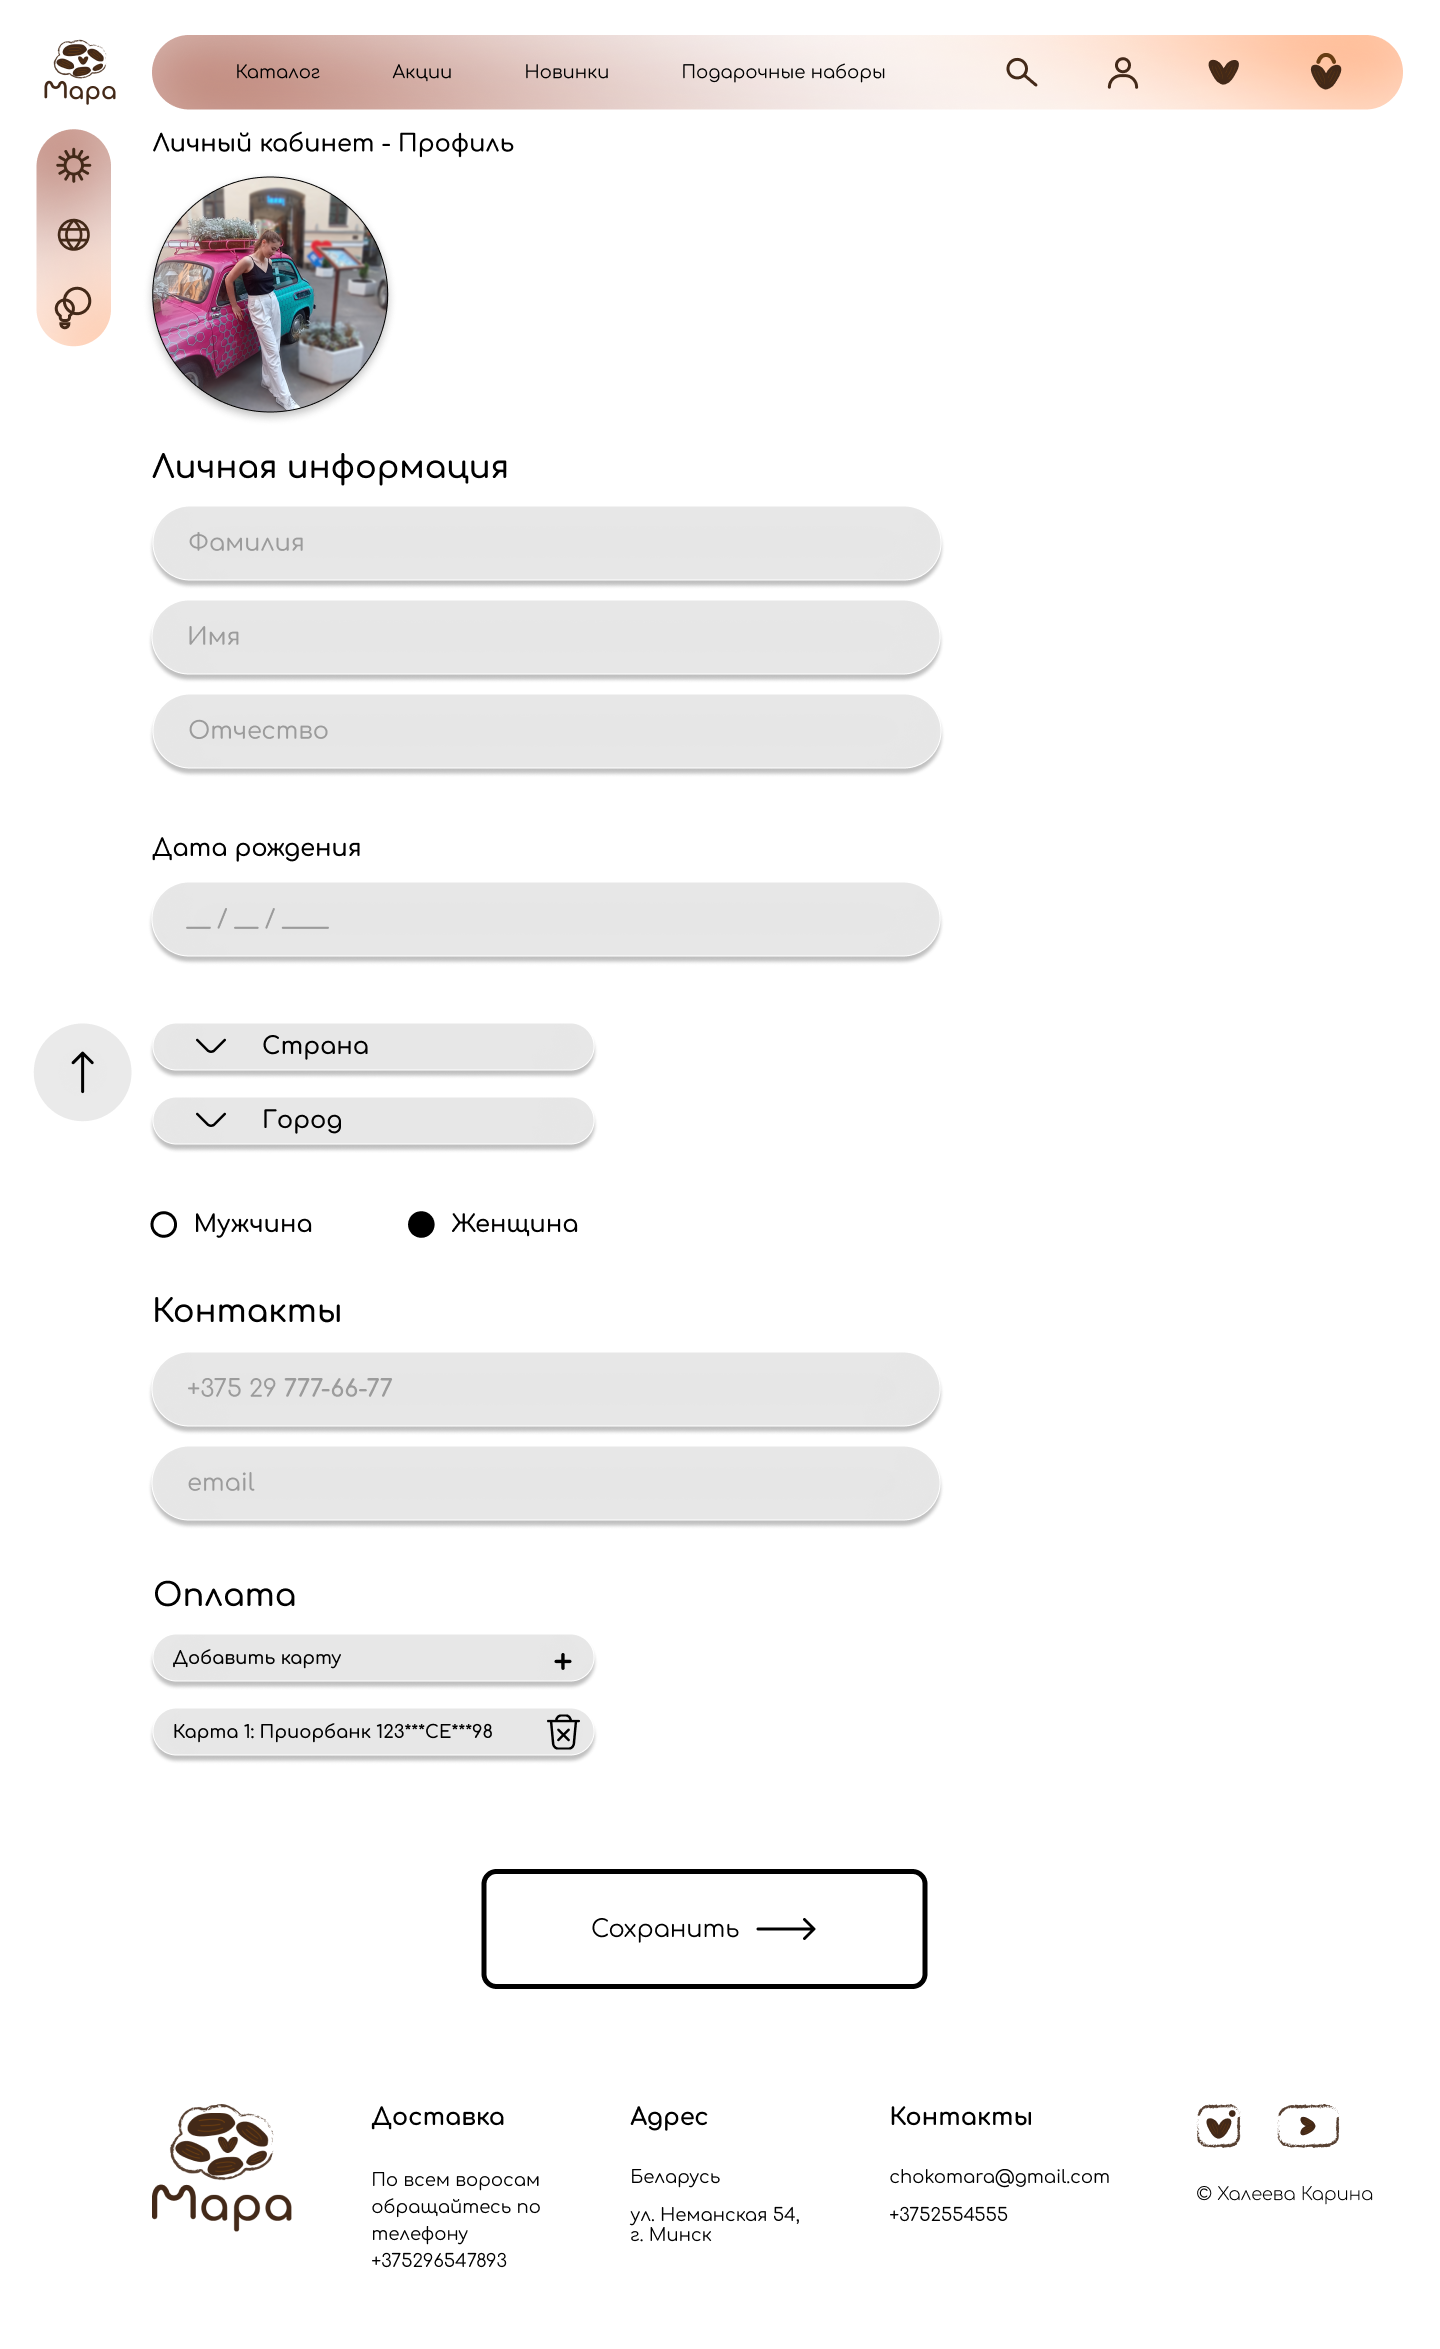 Мара
Каталог
Акции
Новинки
Подарочные наборы
Личный кабинет - Профиль
Личная информация
Фамилия
Имя
Отчество
Дата рождения
__ / __ / ____
Страна
Город
Мужчина
Женщина
Контакты
+375 29 777-66-77
email
Оплата
Добавить карту
+
Карта 1: Приорбанк 123***CE***98
Сохранить
Мара
Доставка
По всем воросам
обращайтесь по
телефону
+375296547893
Адрес
Беларусь
ул. Неманская 54,
г. Минск
Контакты
chokomara@gmail.com
+3752554555
© Халеева Карина